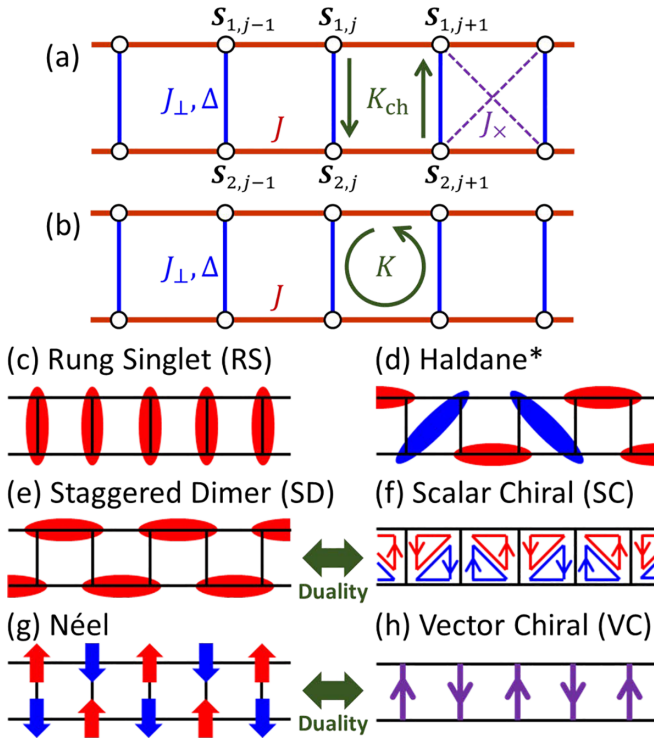 S₁,ⱼ₋₁ S₁,ⱼ S₁,ⱼ₊₁
(a)
J⊥, Δ J K_ch J×
S₂,ⱼ₋₁ S₂,ⱼ S₂,ⱼ₊₁
(b)
J⊥, Δ J K
(c) Rung Singlet (RS) (d) Haldane*
(e) Staggered Dimer (SD) (f) Scalar Chiral (SC)
Duality
(g) Néel (h) Vector Chiral (VC)
Duality